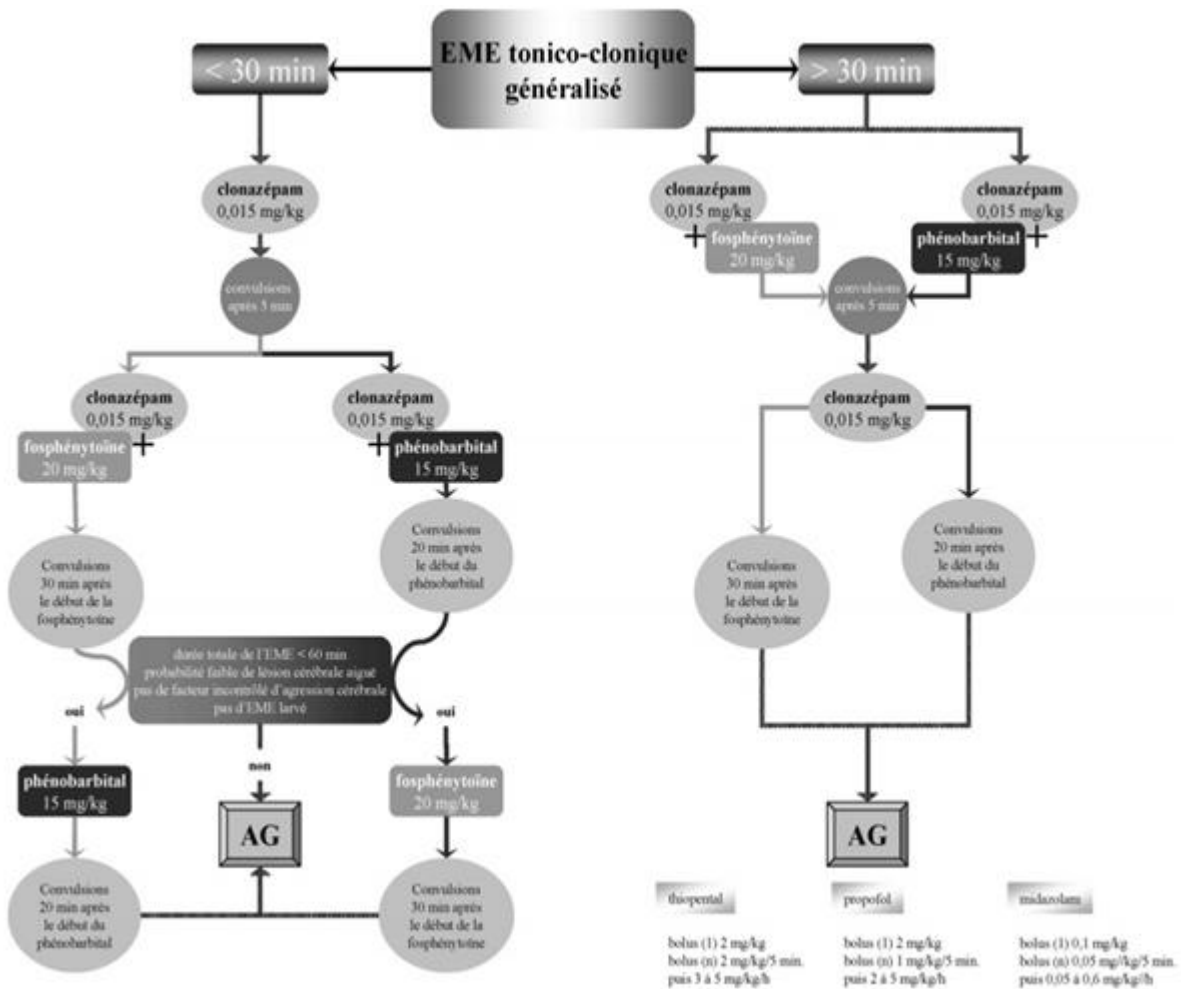 EME tonico-clonique
généralisé
< 30 min
> 30 min
clonazépam
0,015 mg/kg
convulsions
après 5 min
clonazépam
0,015 mg/kg
+
fosphénytoïne
20 mg/kg
clonazépam
0,015 mg/kg
+
phénobarbital
15 mg/kg
Convulsions
30 min après
le début de la
fosphénytoïne
Convulsions
20 min après
le début du
phénobarbital
durée totale de l'EME < 60 min
probabilité faible de lésion cérébrale aiguë
pas de facteur incontrôlé d'agression cérébrale
pas d'EME larvé
oui
oui
non
phénobarbital
15 mg/kg
fosphénytoïne
20 mg/kg
AG
Convulsions
20 min après
le début du
phénobarbital
Convulsions
30 min après
le début de la
fosphénytoïne
clonazépam
0,015 mg/kg
+
fosphénytoïne
20 mg/kg
clonazépam
0,015 mg/kg
+
phénobarbital
15 mg/kg
convulsions
après 5 min
clonazépam
0,015 mg/kg
Convulsions
30 min après
le début de la
fosphénytoïne
Convulsions
20 min après
le début du
phénobarbital
AG
thiopental
bolus (1) 2 mg/kg
bolus (n) 2 mg/kg/5 min.
puis 3 à 5 mg/kg/h
propofol
bolus (1) 2 mg/kg
bolus (n) 1 mg/kg/5 min.
puis 2 à 5 mg/kg/h
midazolam
bolus (1) 0,1 mg/kg
bolus (n) 0,05 mg/kg/5 min.
puis 0,05 à 0,6 mg/kg//h